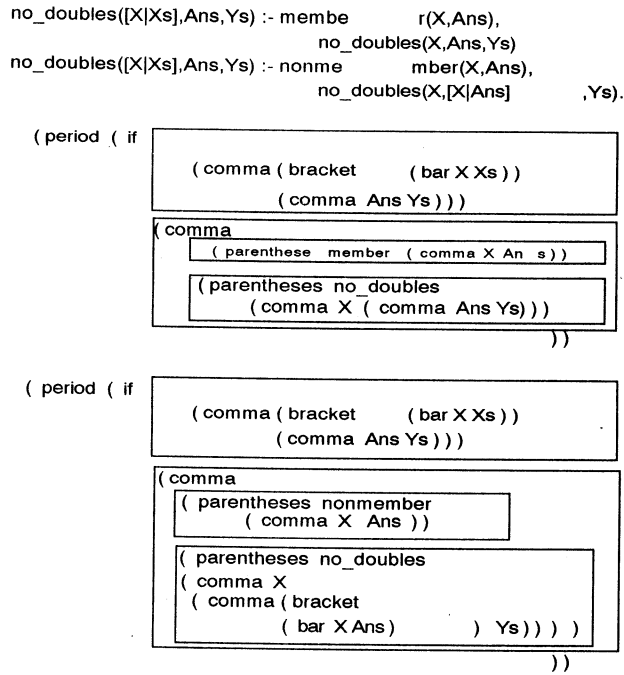 no_doubles([X|Xs],Ans,Ys) :- membe r(X,Ans),
no_doubles(X,Ans,Ys)
no_doubles([X|Xs],Ans,Ys) :- nonme mber(X,Ans),
no_doubles(X,[X|Ans] ,Ys).
( period ( if
( comma ( bracket ( bar X Xs ) )
( comma Ans Ys ) ) )
( comma
( parenthese member ( comma X An s ) )
( parentheses no_doubles
( comma X ( comma Ans Ys) ) )
) )
( period ( if
( comma ( bracket ( bar X Xs ) )
( comma Ans Ys ) ) )
( comma
( parentheses nonmember
( comma X Ans ) )
( parentheses no_doubles
( comma X
( comma ( bracket
( bar X Ans ) ) Ys ) ) ) )
) )